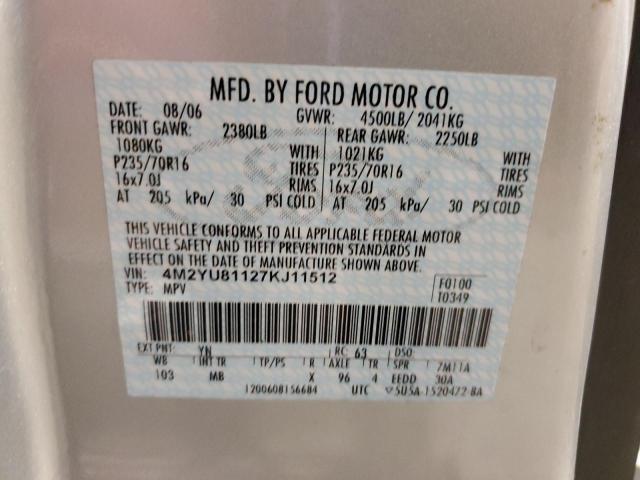 MFD. BY FORD MOTOR CO.
DATE: 08/06 GVWR: 4500LB/ 2041KG
FRONT GAWR: 2380LB REAR GAWR: 2250LB
1080KG WITH 1021KG WITH
P235/70R16 TIRES P235/70R16 TIRES
16x7.0J RIMS 16x7.0J RIMS
AT 205 kPa/ 30 PSI COLD AT 205 kPa/ 30 PSI COLD
THIS VEHICLE CONFORMS TO ALL APPLICABLE FEDERAL MOTOR
VEHICLE SAFETY AND THEFT PREVENTION STANDARDS IN
EFFECT ON THE DATE OF MANUFACTURE SHOWN ABOVE.
VIN: 4M2YU81127KJ11512 F0100
TYPE: MPV T0349
EXT PNT: YN RC: 63 DSO
WB INT TR TP/PS R AXLE TR SPR 7M11A
103 MB X 96 4 EEDD 30A
1200608156684 UTC ▽5U5A-1520472-BA